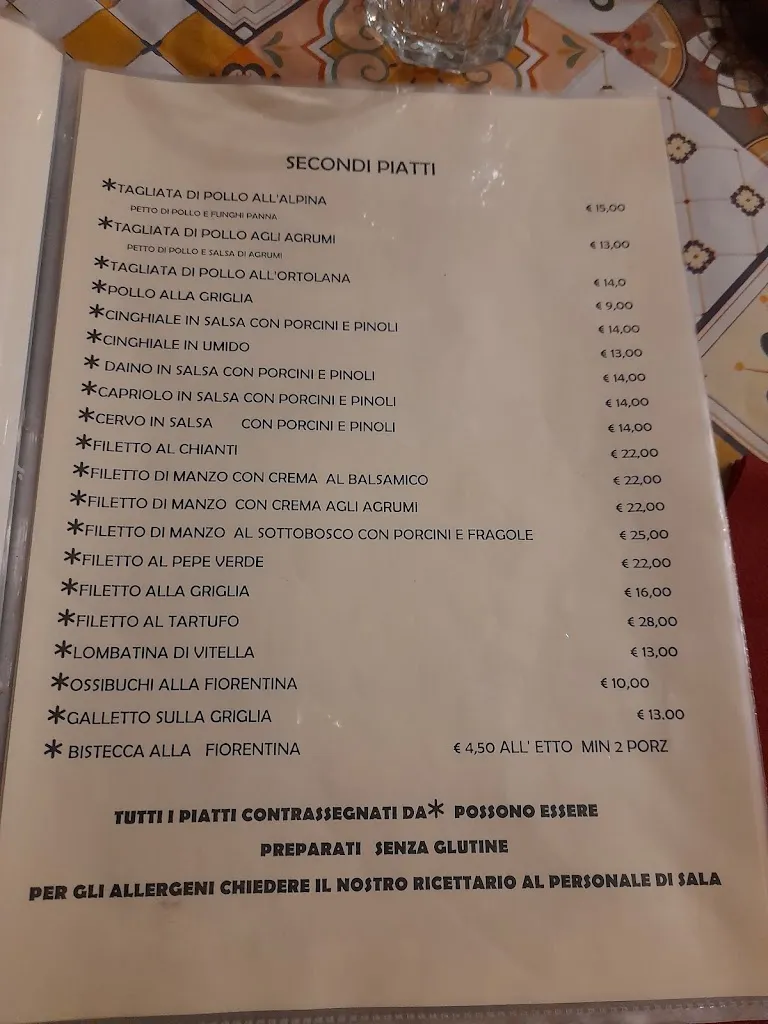 SECONDI PIATTI
*TAGLIATA DI POLLO ALL'ALPINA € 15,00
PETTO DI POLLO E FUNGHI PANNA
*TAGLIATA DI POLLO AGLI AGRUMI € 13,00
PETTO DI POLLO E SALSA DI AGRUMI
*TAGLIATA DI POLLO ALL'ORTOLANA € 14,0
*POLLO ALLA GRIGLIA € 9,00
*CINGHIALE IN SALSA CON PORCINI E PINOLI € 14,00
*CINGHIALE IN UMIDO € 13,00
* DAINO IN SALSA CON PORCINI E PINOLI € 14,00
*CAPRIOLO IN SALSA CON PORCINI E PINOLI € 14,00
*CERVO IN SALSA CON PORCINI E PINOLI € 14,00
*FILETTO AL CHIANTI € 22,00
*FILETTO DI MANZO CON CREMA AL BALSAMICO € 22,00
*FILETTO DI MANZO CON CREMA AGLI AGRUMI € 22,00
*FILETTO DI MANZO AL SOTTOBOSCO CON PORCINI E FRAGOLE € 25,00
*FILETTO AL PEPE VERDE € 22,00
*FILETTO ALLA GRIGLIA € 16,00
*FILETTO AL TARTUFO € 28,00
*LOMBATINA DI VITELLA € 13,00
*OSSIBUCHI ALLA FIORENTINA € 10,00
*GALLETTO SULLA GRIGLIA € 13.00
* BISTECCA ALLA FIORENTINA € 4,50 ALL' ETTO MIN 2 PORZ
TUTTI I PIATTI CONTRASSEGNATI DA* POSSONO ESSERE
PREPARATI SENZA GLUTINE
PER GLI ALLERGENI CHIEDERE IL NOSTRO RICETTARIO AL PERSONALE DI SALA